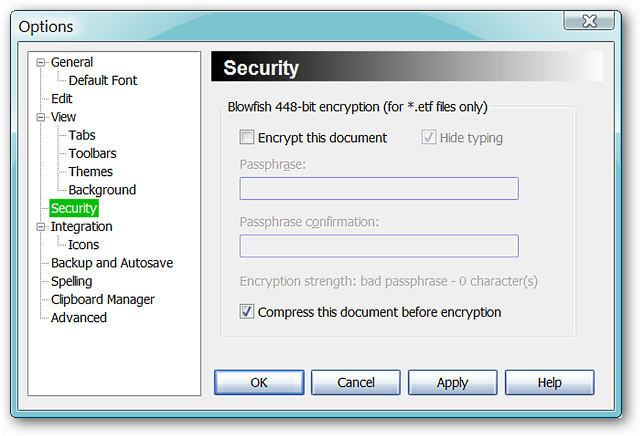 Options
General
Default Font
Edit
View
Tabs
Toolbars
Themes
Background
Security
Integration
Icons
Backup and Autosave
Spelling
Clipboard Manager
Advanced
Security
Blowfish 448-bit encryption (for *.etf files only)
Encrypt this document Hide typing
Passphrase:
Passphrase confirmation:
Encryption strength: bad passphrase - 0 character(s)
Compress this document before encryption
OK Cancel Apply Help